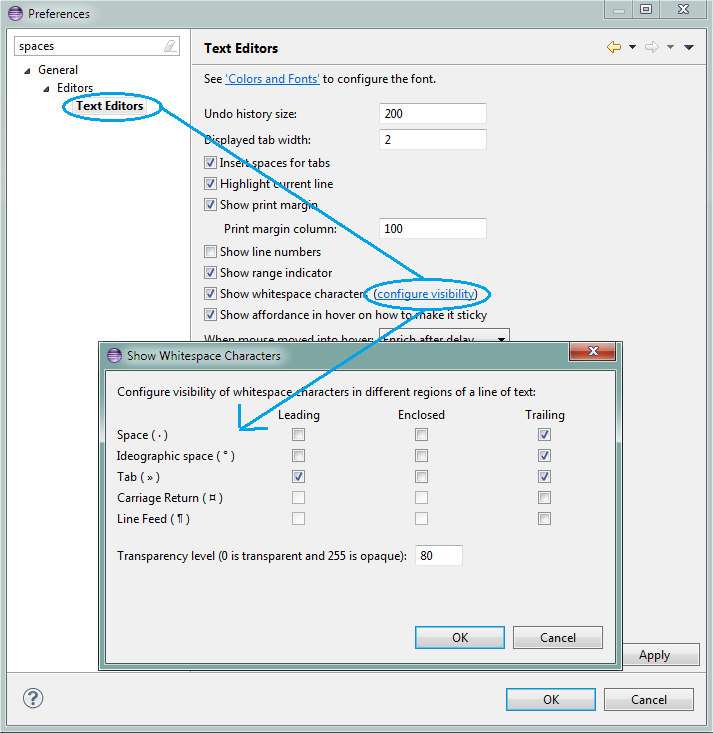 Preferences
spaces
General
Editors
Text Editors
Text Editors
See 'Colors and Fonts' to configure the font.
Undo history size: 200
Displayed tab width: 2
Insert spaces for tabs
Highlight current line
Show print margin
Print margin column: 100
Show line numbers
Show range indicator
Show whitespace characters (configure visibility)
Show affordance in hover on how to make it sticky
When mouse moved into hover: Enrich after delay
Show Whitespace Characters
Configure visibility of whitespace characters in different regions of a line of text:
Leading Enclosed Trailing
Space ( · )
Ideographic space ( ° )
Tab ( » )
Carriage Return ( ¤ )
Line Feed ( ¶ )
Transparency level (0 is transparent and 255 is opaque): 80
OK Cancel
Apply
OK Cancel